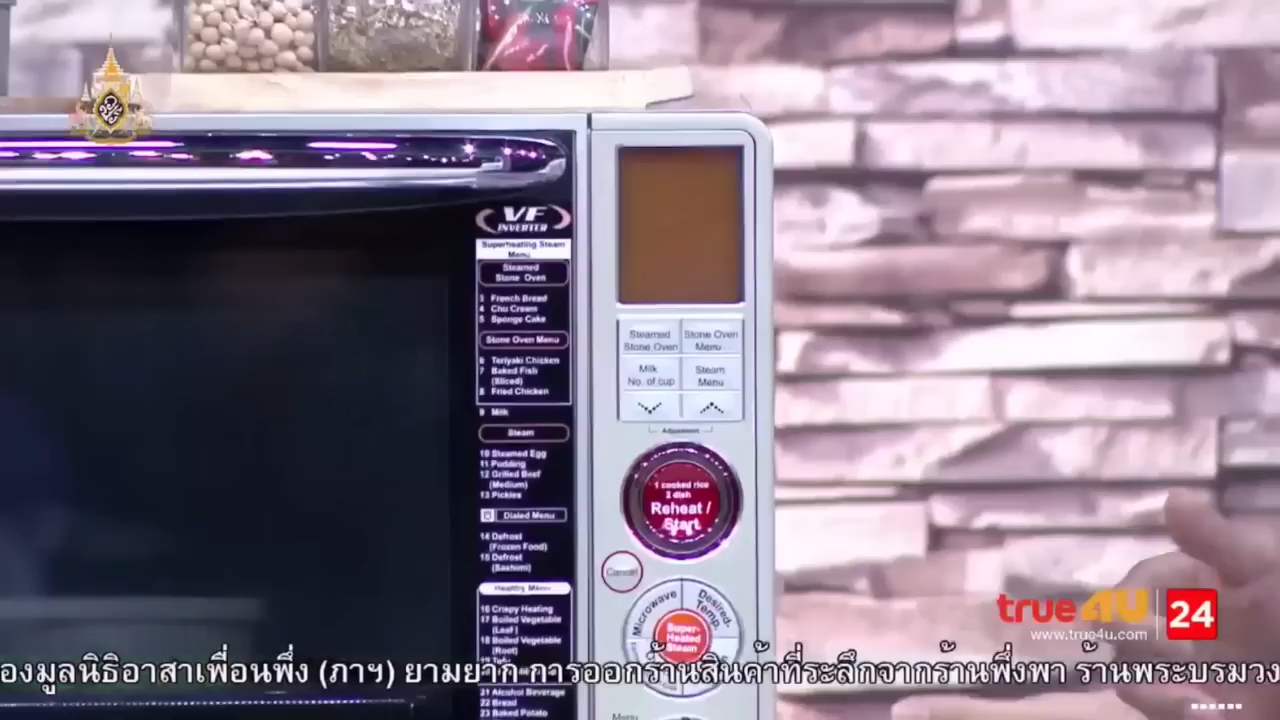 VF
INVERTER
Superheating Steam
Menu
Steamed
Stone Oven
3 French Bread
4 Chu Cream
5 Sponge Cake
Stone Oven Menu
6 Teriyaki Chicken
7 Baked Fish
(Sliced)
8 Fried Chicken
9 Milk
Steam
10 Steamed Egg
11 Pudding
12 Grilled Beef
(Medium)
13 Pickles
Dialed Menu
14 Defrost
(Frozen Food)
15 Defrost
(Sashimi)
Healthy Menu
16 Crispy Heating
17 Boiled Vegetable
(Leaf)
18 Boiled Vegetable
(Root)
21 Alcohol Beverage
22 Bread
23 Baked Potato
Steamed
Stone Oven
Stone Oven
Menu
Milk
No. of cup
Steam
Menu
Adjustment
1 cooked rice
2 dish
Reheat /
Start
Cancel
Microwave
Desired-
Temp.
Super-
Heated
Steam
Menu
true4U 24
www.true4u.com
องมูลนิธิอาสาเพื่อนพึ่ง (ภาฯ) ยามยาก การออกร้านสินค้าที่ระลึกจากร้านพึ่งพา ร้านพระบรมวง